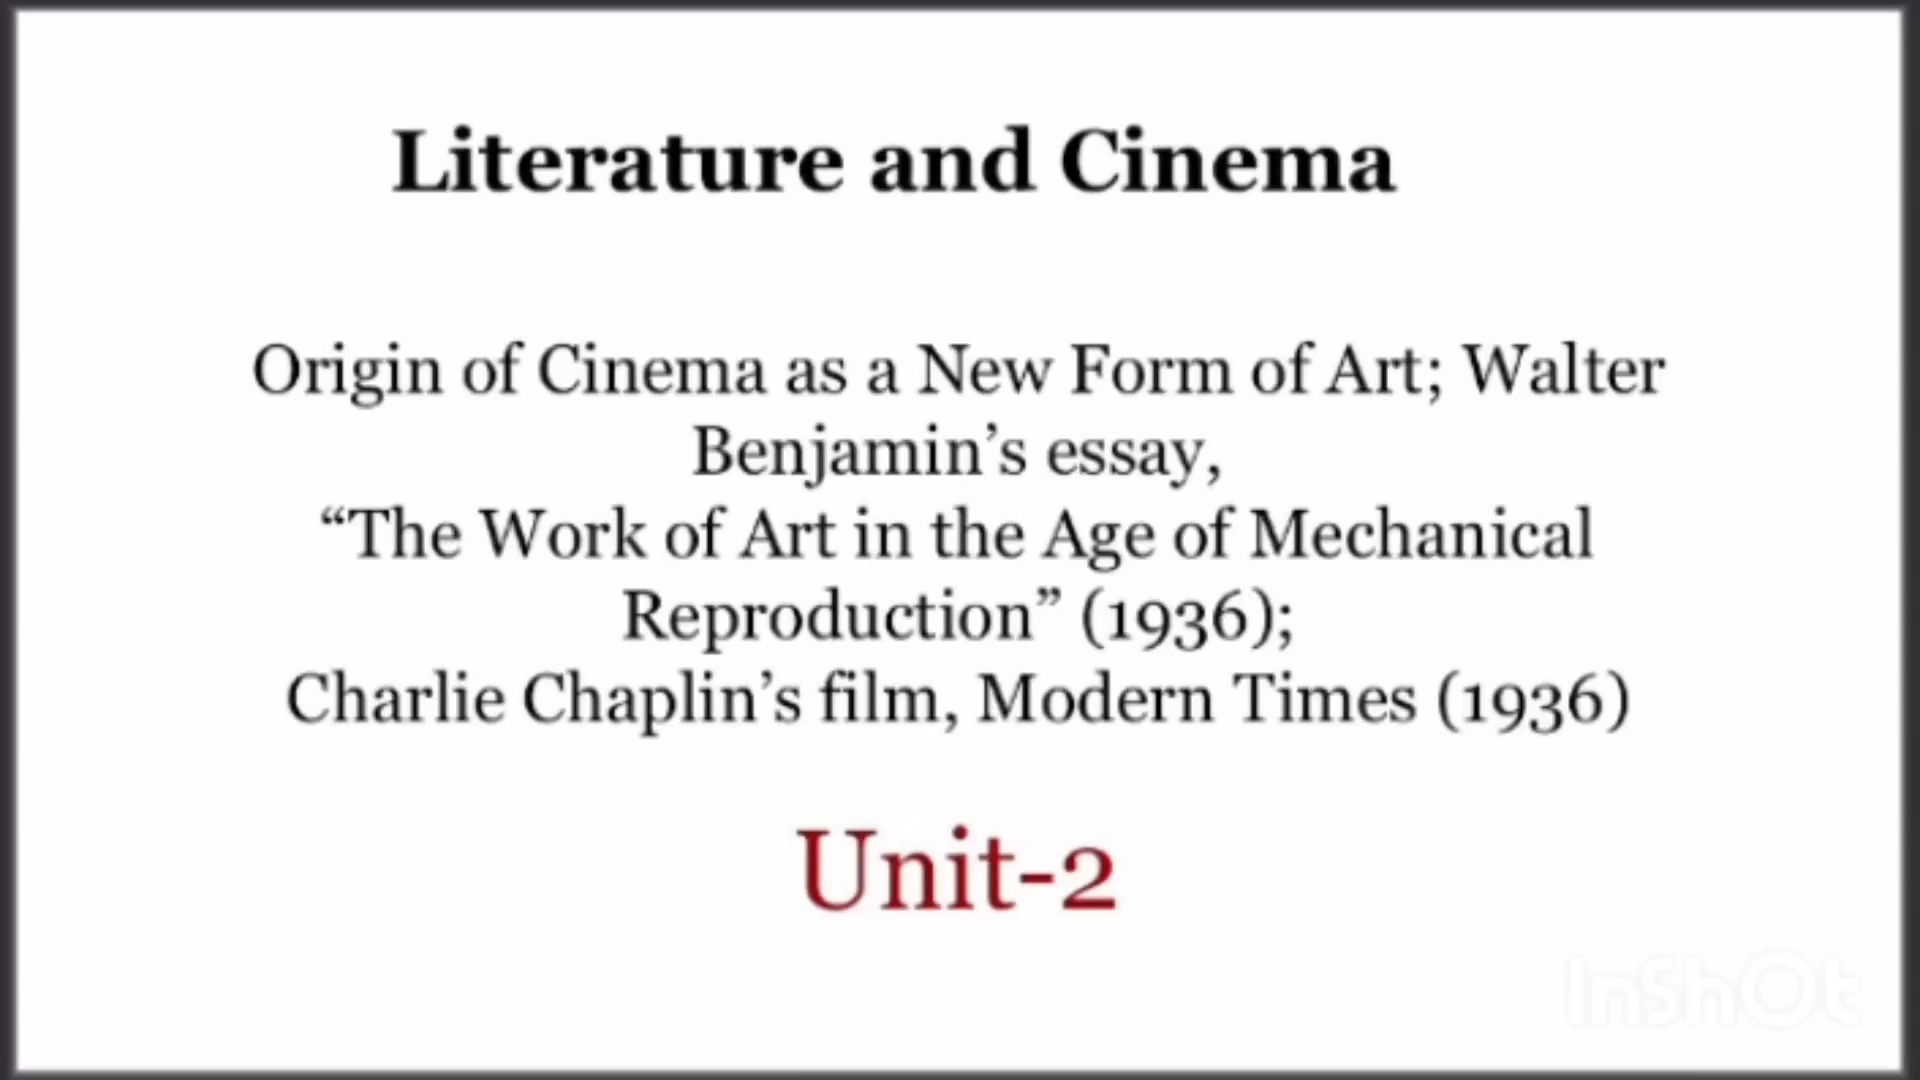 Literature and Cinema
Origin of Cinema as a New Form of Art; Walter
Benjamin’s essay,
“The Work of Art in the Age of Mechanical
Reproduction” (1936);
Charlie Chaplin’s film, Modern Times (1936)
Unit-2
InShOt